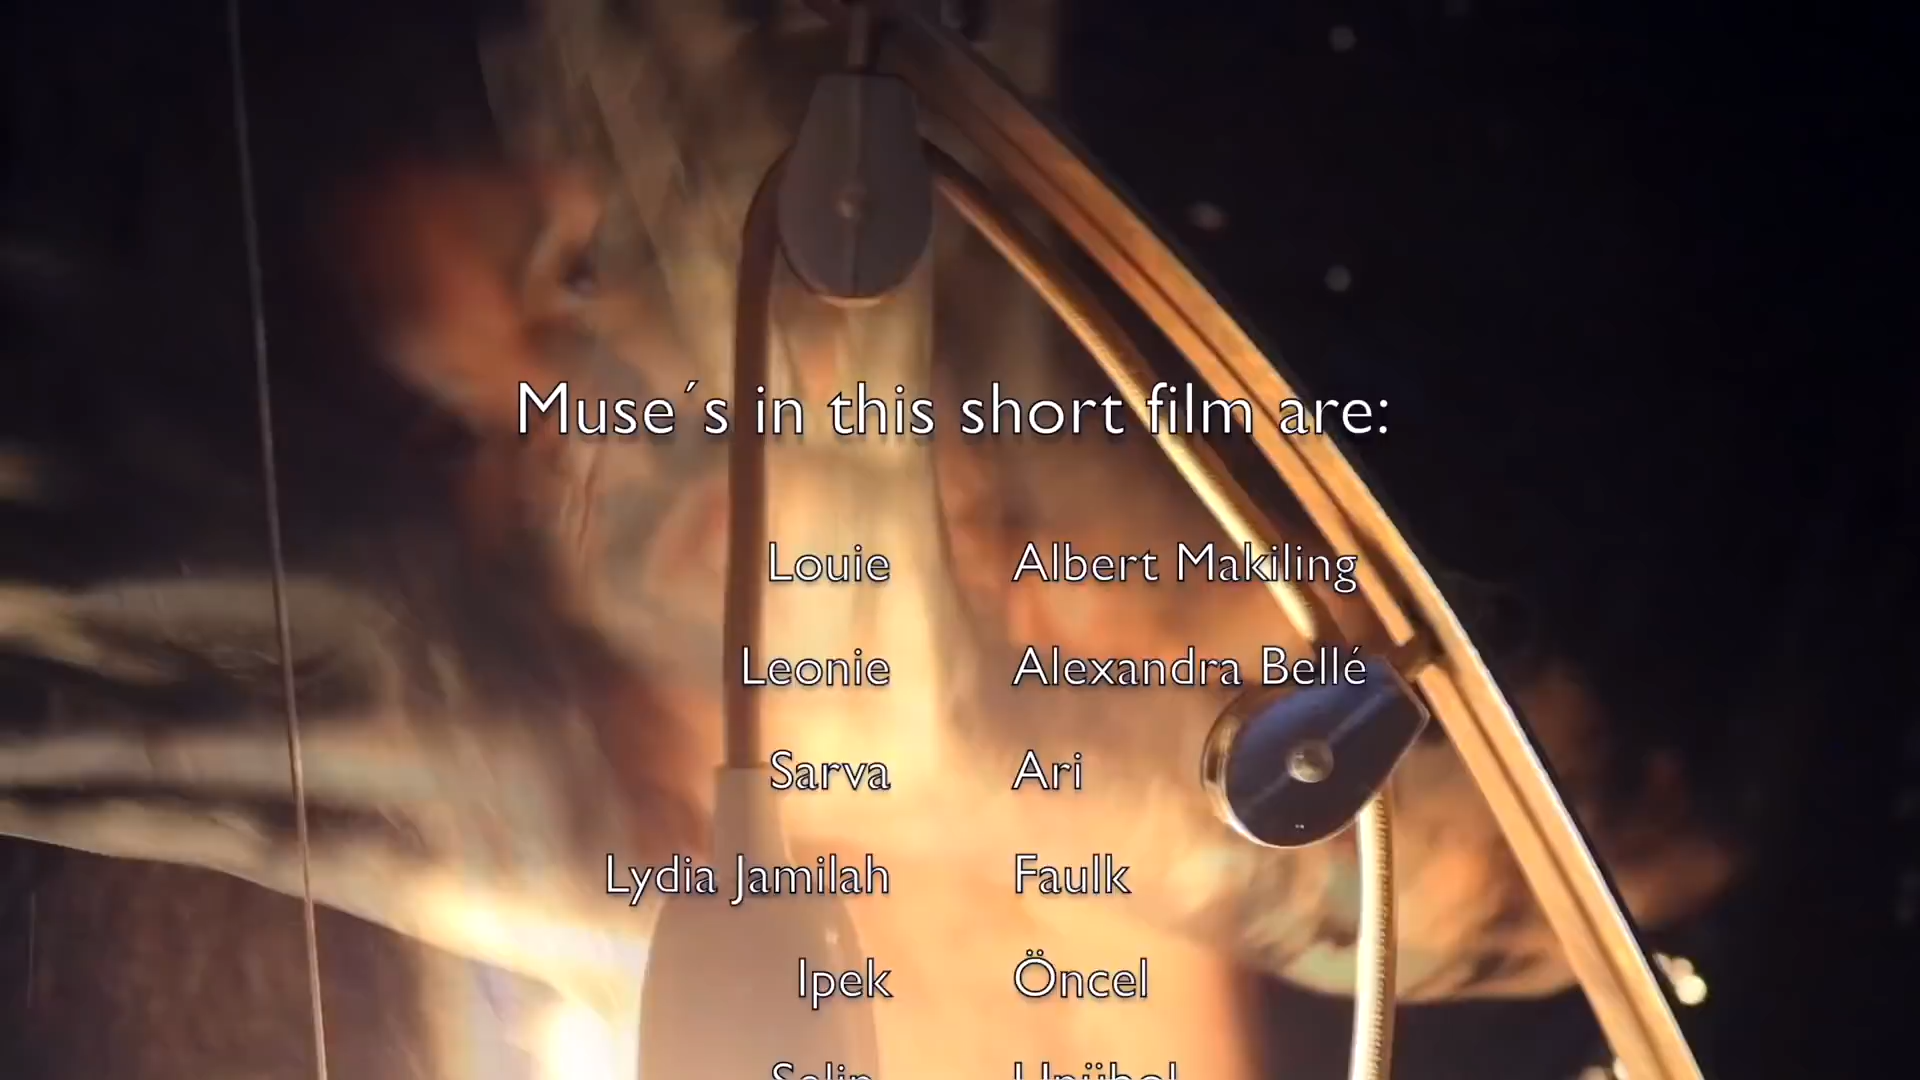 Muse´s in this short film are:
Louie Albert Makiling
Leonie Alexandra Bellé
Sarva Ari
Lydia Jamilah Faulk
Ipek Öncel